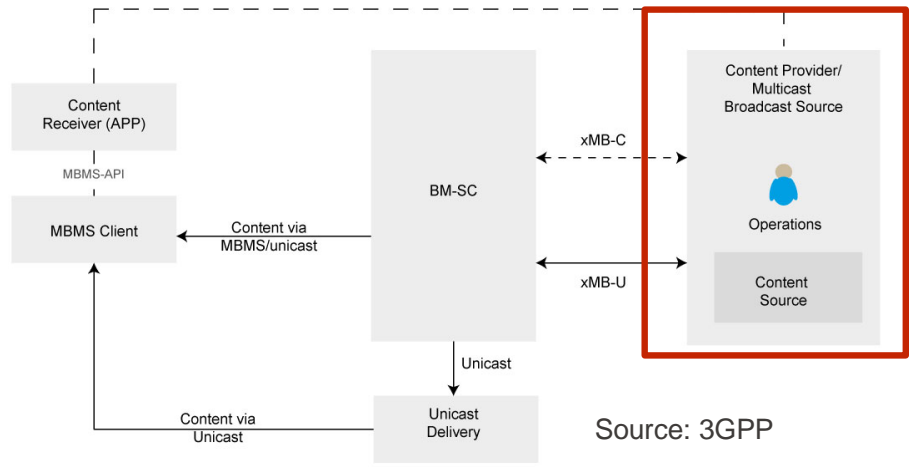 Content
Receiver (APP)
MBMS-API
MBMS Client
Content via
MBMS/unicast
BM-SC
xMB-C
xMB-U
Content Provider/
Multicast
Broadcast Source
Operations
Content
Source
Unicast
Content via
Unicast
Unicast
Delivery
Source: 3GPP